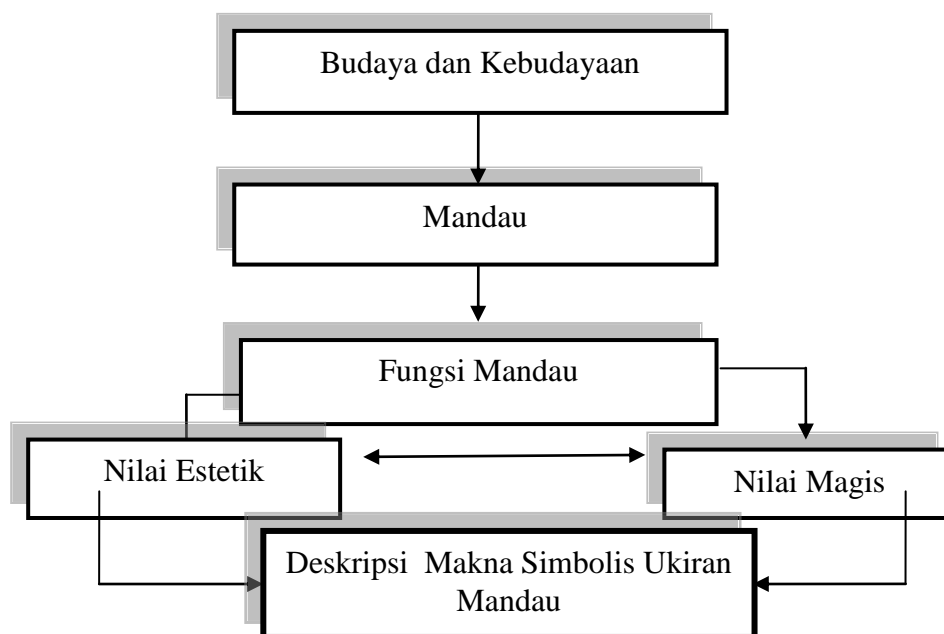 Budaya dan Kebudayaan
Mandau
Fungsi Mandau
Nilai Estetik
Nilai Magis
Deskripsi Makna Simbolis Ukiran
Mandau